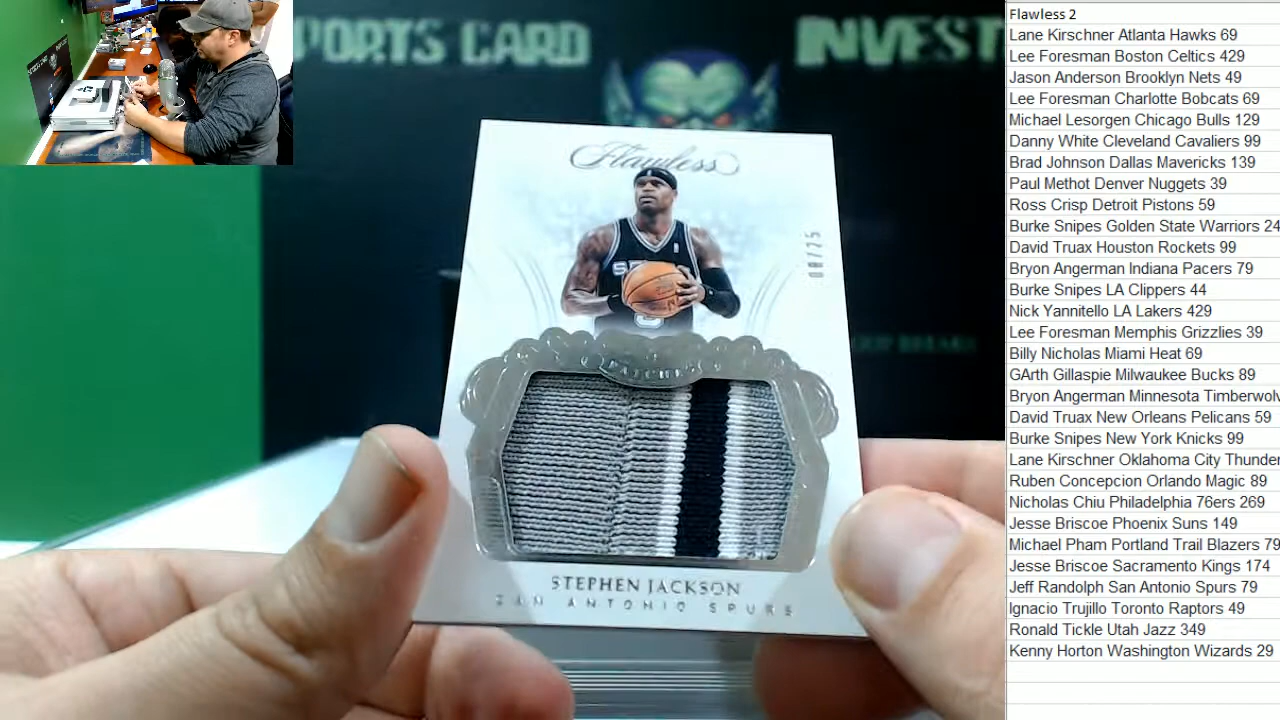 PORTS CARD INVEST
Flawless
08/25
PATCHES
STEPHEN JACKSON
SAN ANTONIO SPURS
Flawless 2
Lane Kirschner Atlanta Hawks 69
Lee Foresman Boston Celtics 429
Jason Anderson Brooklyn Nets 49
Lee Foresman Charlotte Bobcats 69
Michael Lesorgen Chicago Bulls 129
Danny White Cleveland Cavaliers 99
Brad Johnson Dallas Mavericks 139
Paul Methot Denver Nuggets 39
Ross Crisp Detroit Pistons 59
Burke Snipes Golden State Warriors 24
David Truax Houston Rockets 99
Bryon Angerman Indiana Pacers 79
Burke Snipes LA Clippers 44
Nick Yannitello LA Lakers 429
Lee Foresman Memphis Grizzlies 39
Billy Nicholas Miami Heat 69
GArth Gillaspie Milwaukee Bucks 89
Bryon Angerman Minnesota Timberwolv
David Truax New Orleans Pelicans 59
Burke Snipes New York Knicks 99
Lane Kirschner Oklahoma City Thunder
Ruben Concepcion Orlando Magic 89
Nicholas Chiu Philadelphia 76ers 269
Jesse Briscoe Phoenix Suns 149
Michael Pham Portland Trail Blazers 79
Jesse Briscoe Sacramento Kings 174
Jeff Randolph San Antonio Spurs 79
Ignacio Trujillo Toronto Raptors 49
Ronald Tickle Utah Jazz 349
Kenny Horton Washington Wizards 29